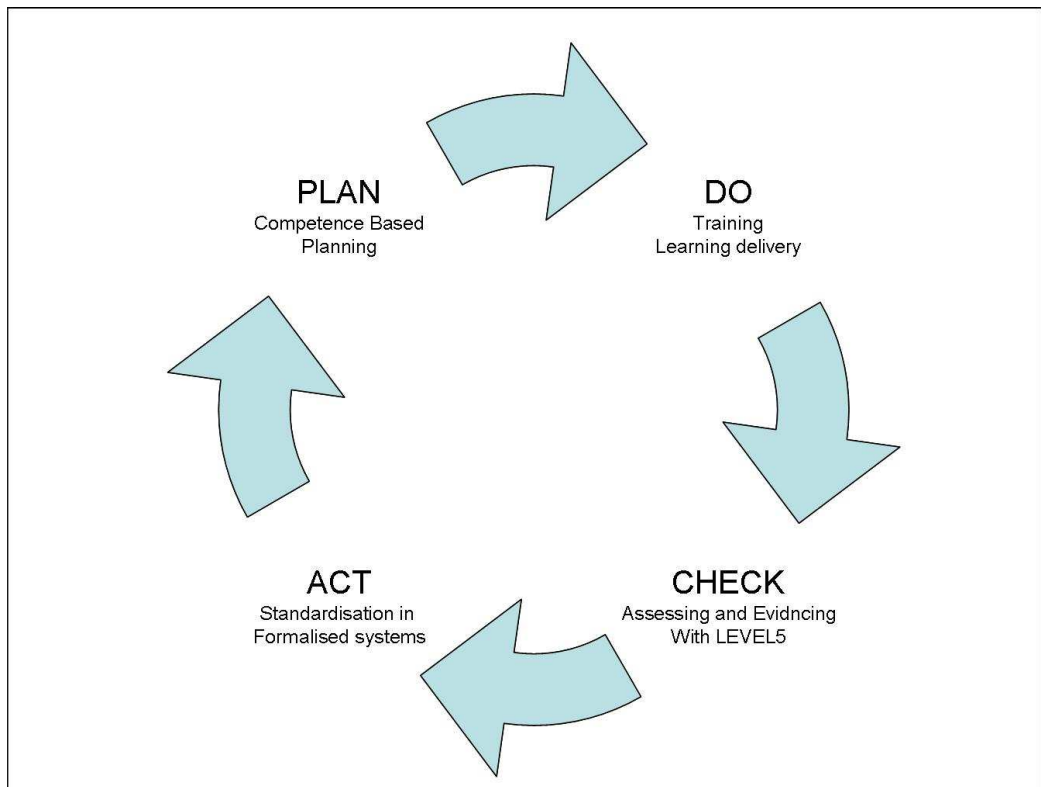 PLAN
Competence Based
Planning
DO
Training
Learning delivery
CHECK
Assessing and Evidncing
With LEVEL5
ACT
Standardisation in
Formalised systems